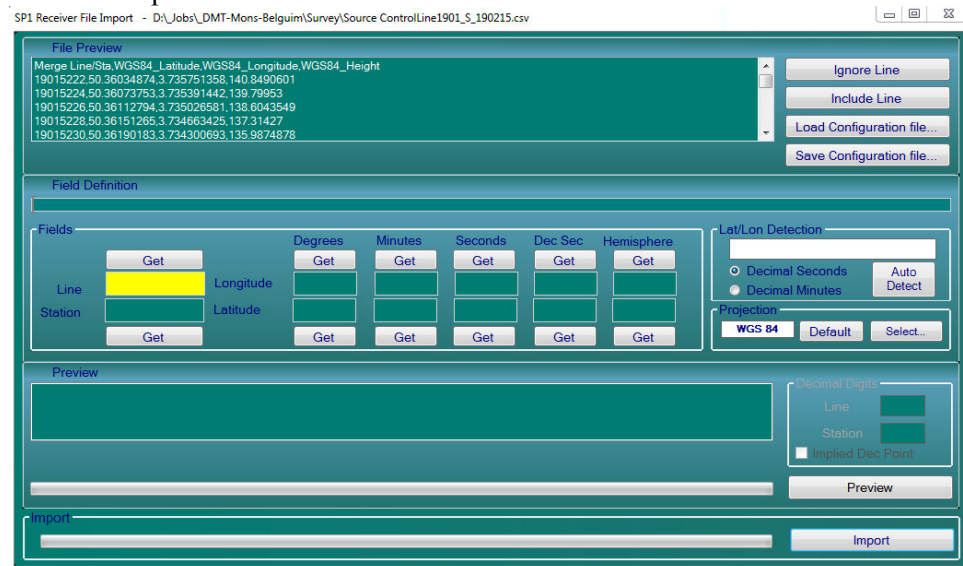 SP1 Receiver File Import - D:\_Jobs\_DMT-Mons-Belguim\Survey\Source ControlLine1901_S_190215.csv
File Preview
Merge Line/Sta,WGS84_Latitude,WGS84_Longitude,WGS84_Height
19015222,50.36034874,3.735751358,140.8490601
19015224,50.36073753,3.735391442,139.79953
19015226,50.36112794,3.735026581,138.6043549
19015228,50.36151265,3.734663425,137.31427
19015230,50.36190183,3.734300693,135.9874878
Ignore Line
Include Line
Load Configuration file...
Save Configuration file...
Field Definition
Fields
Degrees Minutes Seconds Dec Sec Hemisphere
Get Get Get Get Get Get
Line Longitude
Station Latitude
Get Get Get Get Get Get
Lat/Lon Detection
Decimal Seconds
Decimal Minutes
Auto Detect
Projection
WGS 84 Default Select...
Preview
Decimal Digits
Line
Station
Implied Dec Point
Preview
Import
Import